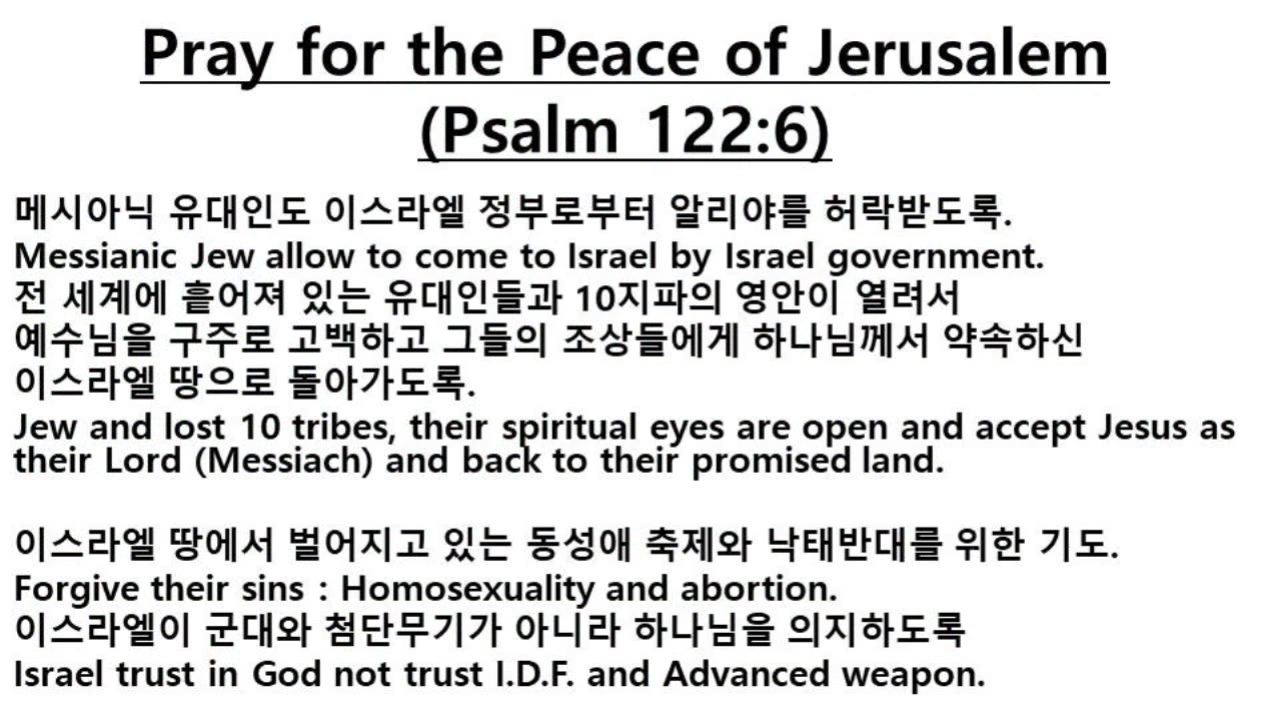 Pray for the Peace of Jerusalem
(Psalm 122:6)
메시아닉 유대인도 이스라엘 정부로부터 알리야를 허락받도록.
Messianic Jew allow to come to Israel by Israel government.
전 세계에 흩어져 있는 유대인들과 10지파의 영안이 열려서
예수님을 구주로 고백하고 그들의 조상들에게 하나님께서 약속하신
이스라엘 땅으로 돌아가도록.
Jew and lost 10 tribes, their spiritual eyes are open and accept Jesus as
their Lord (Messiach) and back to their promised land.
이스라엘 땅에서 벌어지고 있는 동성애 축제와 낙태반대를 위한 기도.
Forgive their sins : Homosexuality and abortion.
이스라엘이 군대와 첨단무기가 아니라 하나님을 의지하도록
Israel trust in God not trust I.D.F. and Advanced weapon.